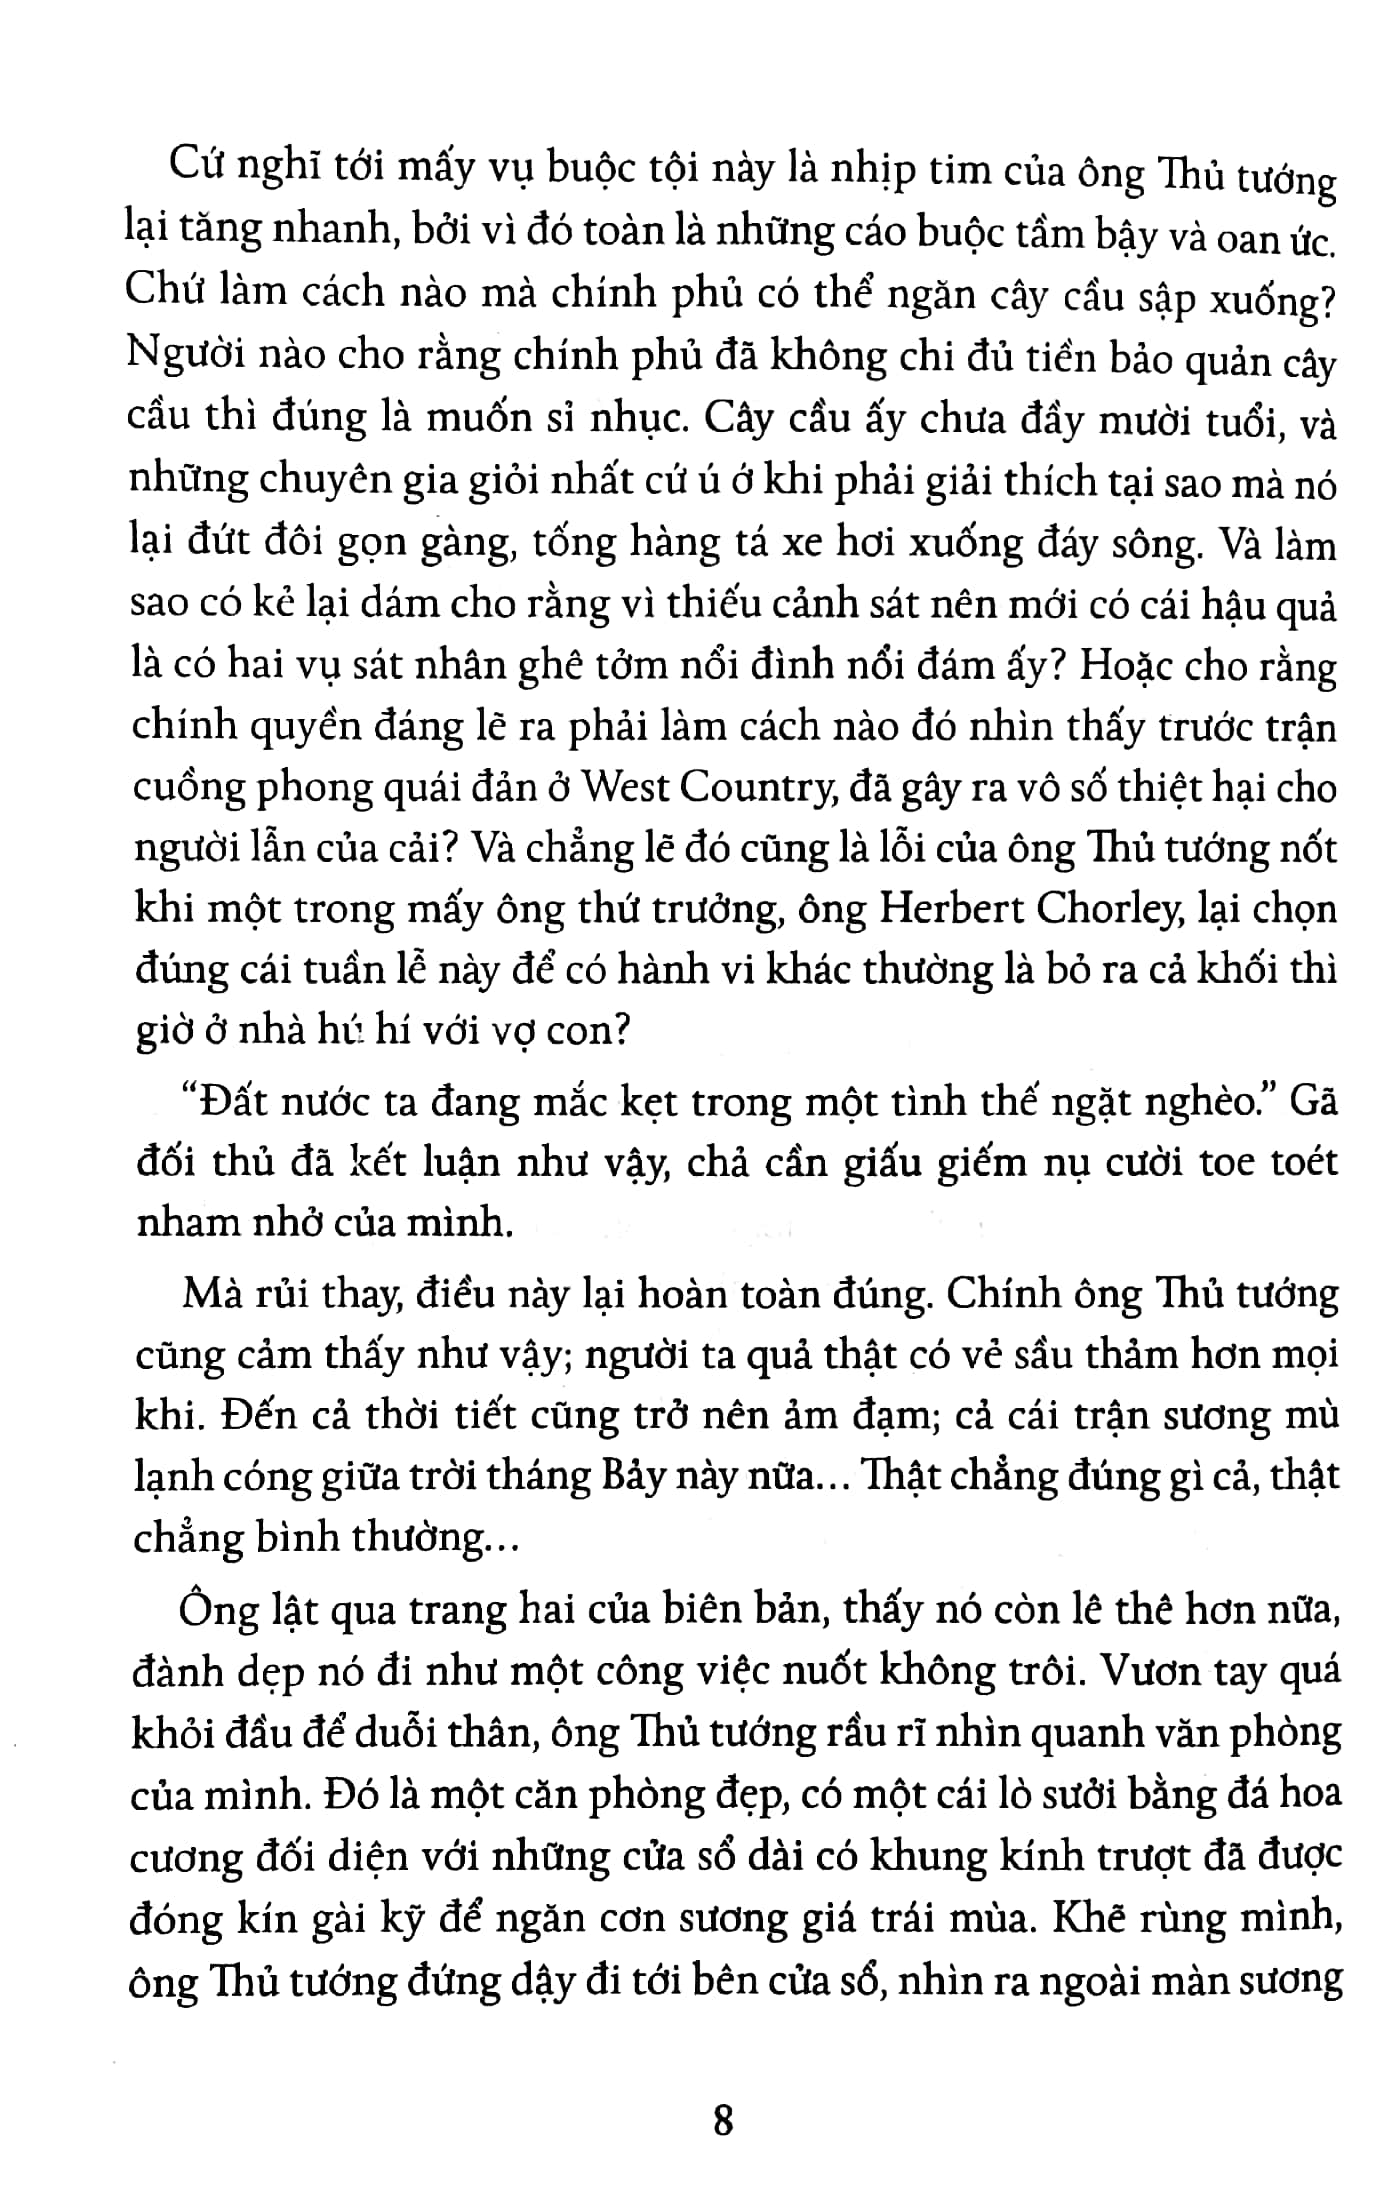 Cứ nghĩ tới mấy vụ buộc tội này là nhịp tim của ông Thủ tướng
lại tăng nhanh, bởi vì đó toàn là những cáo buộc tầm bậy và oan ức.
Chứ làm cách nào mà chính phủ có thể ngăn cây cầu sập xuống?
Người nào cho rằng chính phủ đã không chi đủ tiền bảo quản cây
cầu thì đúng là muốn sỉ nhục. Cây cầu ấy chưa đầy mười tuổi, và
những chuyên gia giỏi nhất cứ ú ớ khi phải giải thích tại sao mà nó
lại đứt đôi gọn gàng, tống hàng tá xe hơi xuống đáy sông. Và làm
sao có kẻ lại dám cho rằng vì thiếu cảnh sát nên mới có cái hậu quả
là có hai vụ sát nhân ghê tởm nổi đình nổi đám ấy? Hoặc cho rằng
chính quyền đáng lẽ ra phải làm cách nào đó nhìn thấy trước trận
cuồng phong quái đản ở West Country, đã gây ra vô số thiệt hại cho
người lẫn của cải? Và chẳng lẽ đó cũng là lỗi của ông Thủ tướng nốt
khi một trong mấy ông thứ trưởng, ông Herbert Chorley, lại chọn
đúng cái tuần lễ này để có hành vi khác thường là bỏ ra cả khối thì
giờ ở nhà hú hí với vợ con?
“Đất nước ta đang mắc kẹt trong một tình thế ngặt nghèo.” Gã
đối thủ đã kết luận như vậy, chả cần giấu giếm nụ cười toe toét
nham nhở của mình.
Mà rủi thay, điều này lại hoàn toàn đúng. Chính ông Thủ tướng
cũng cảm thấy như vậy; người ta quả thật có vẻ sầu thảm hơn mọi
khi. Đến cả thời tiết cũng trở nên ảm đạm; cả cái trận sương mù
lạnh cóng giữa trời tháng Bảy này nữa... Thật chẳng đúng gì cả, thật
chẳng bình thường...
Ông lật qua trang hai của biên bản, thấy nó còn lê thê hơn nữa,
đành dẹp nó đi như một công việc nuốt không trôi. Vươn tay quá
khỏi đầu để duỗi thân, ông Thủ tướng rầu rĩ nhìn quanh văn phòng
của mình. Đó là một căn phòng đẹp, có một cái lò sưởi bằng đá hoa
cương đối diện với những cửa sổ dài có khung kính trượt đã được
đóng kín gài kỹ để ngăn cơn sương giá trái mùa. Khẽ rùng mình,
ông Thủ tướng đứng dậy đi tới bên cửa sổ, nhìn ra ngoài màn sương
8